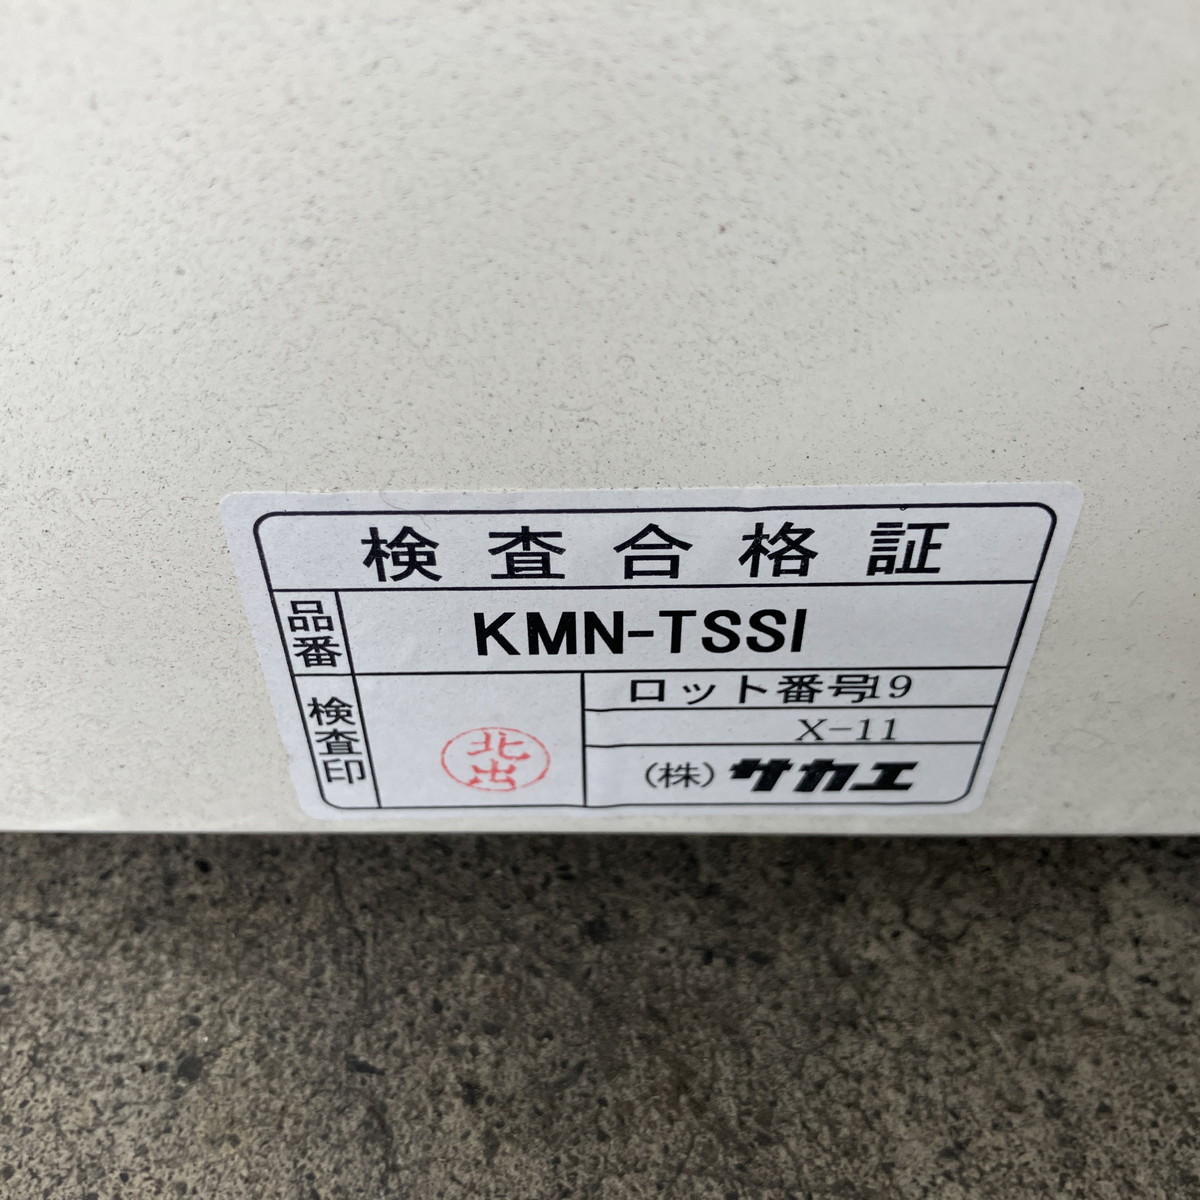 検査合格証
品番 KMN-TSSI
検査印 北出
ロット番号19
X-11
(株)サカエ